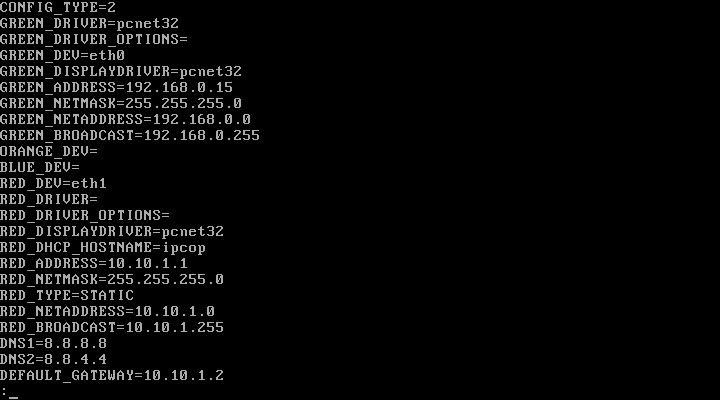 CONFIG_TYPE=2
GREEN_DRIVER=pcnet32
GREEN_DRIVER_OPTIONS=
GREEN_DEV=eth0
GREEN_DISPLAYDRIVER=pcnet32
GREEN_ADDRESS=192.168.0.15
GREEN_NETMASK=255.255.255.0
GREEN_NETADDRESS=192.168.0.0
GREEN_BROADCAST=192.168.0.255
ORANGE_DEV=
BLUE_DEV=
RED_DEV=eth1
RED_DRIVER=
RED_DRIVER_OPTIONS=
RED_DISPLAYDRIVER=pcnet32
RED_DHCP_HOSTNAME=ipcop
RED_ADDRESS=10.10.1.1
RED_NETMASK=255.255.255.0
RED_TYPE=STATIC
RED_NETADDRESS=10.10.1.0
RED_BROADCAST=10.10.1.255
DNS1=8.8.8.8
DNS2=8.8.4.4
DEFAULT_GATEWAY=10.10.1.2
:_